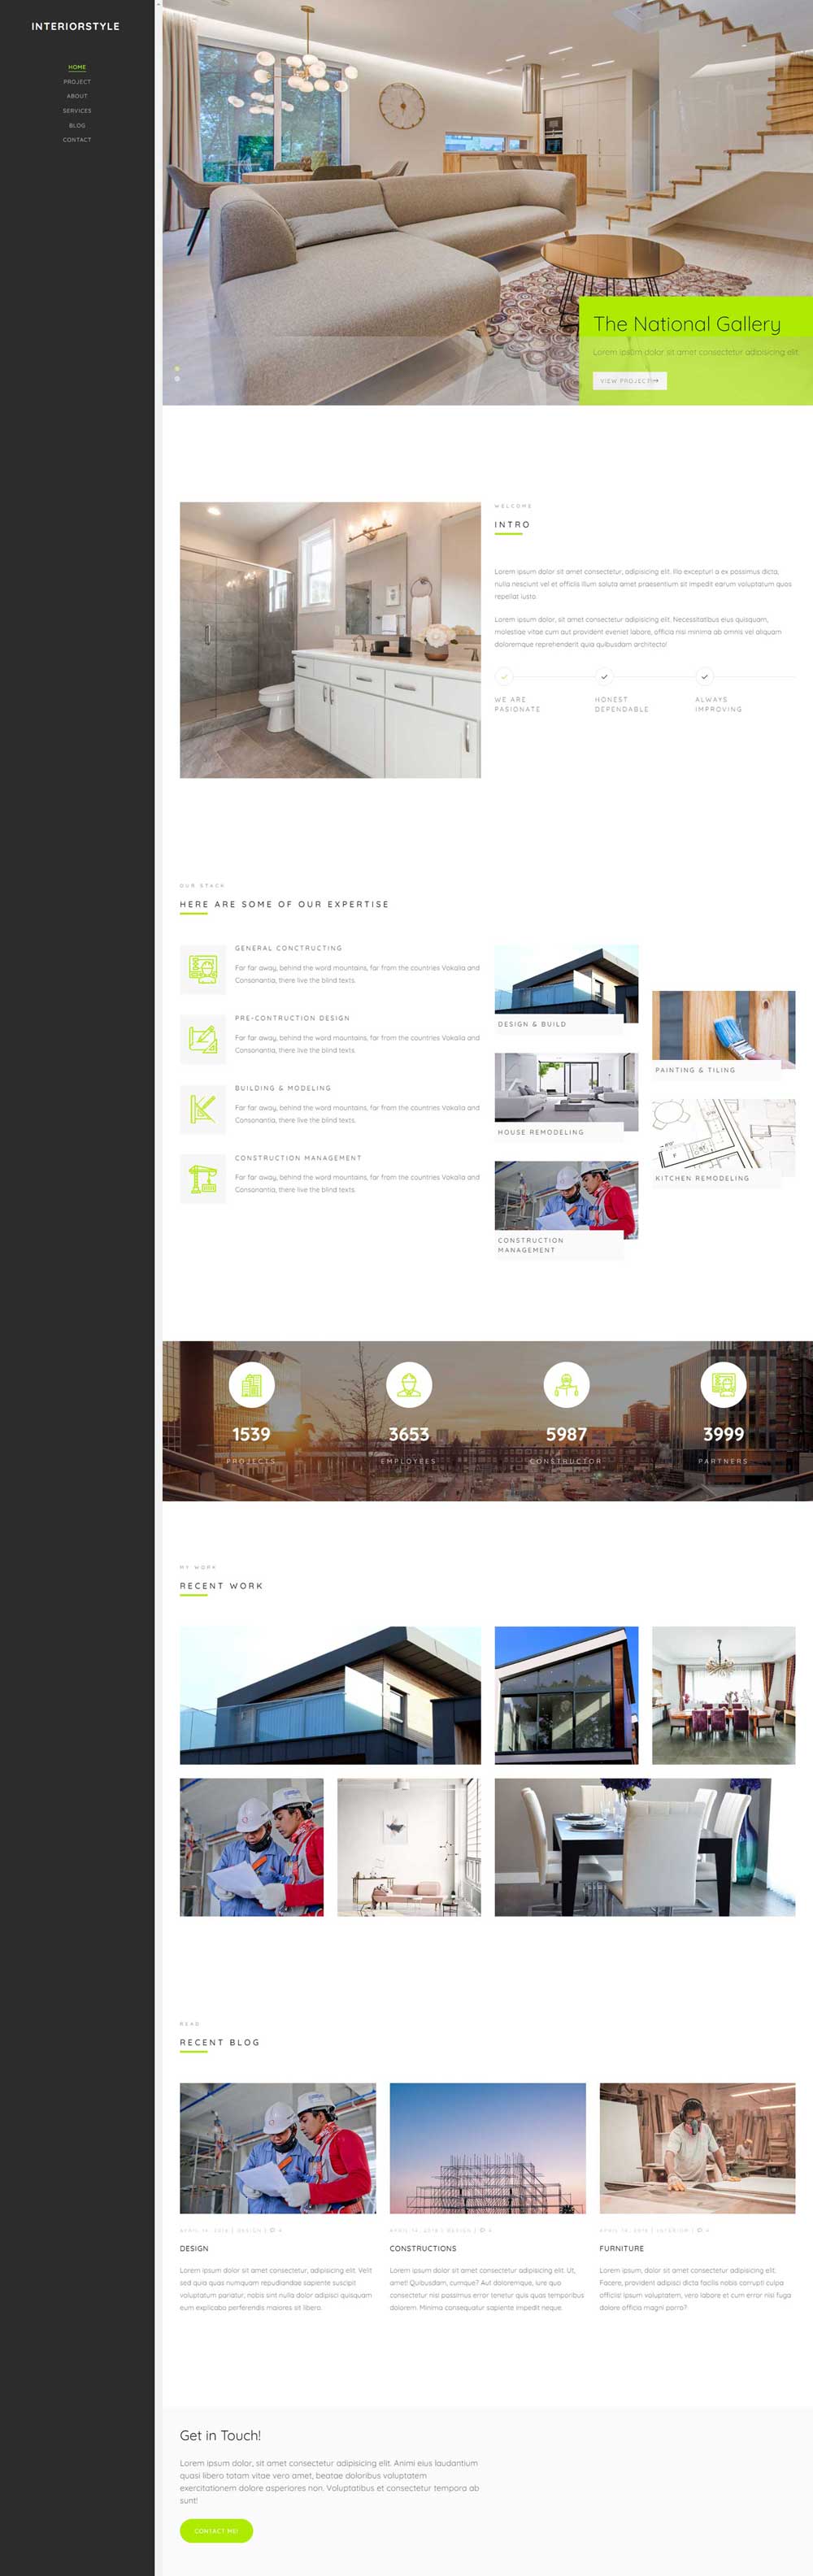 INTERIORSTYLE
HOME
PROJECT
ABOUT
SERVICES
BLOG
CONTACT
The National Gallery
Lorem ipsum dolor sit amet consectetur adipisicing elit.
VIEW PROJECT
WELCOME
INTRO
Lorem ipsum dolor sit amet consectetur, adipisicing elit. Illo excepturi a ex possimus dicta,
nulla nesciunt vel et officiis illum soluta amet praesentium sit impedit earum voluptatum quos
repellat iusto.
Lorem ipsum dolor, sit amet consectetur adipisicing elit. Necessitatibus eius quisquam,
molestiae vitae cum aut provident eveniet labore, officia nisi minima ab omnis vel aliquam
doloremque reprehenderit quia quibusdam architecto!
WE ARE
PASIONATE
HONEST
DEPENDABLE
ALWAYS
IMPROVING
OUR STACK
HERE ARE SOME OF OUR EXPERTISE
GENERAL CONCTRUCTING
Far far away, behind the word mountains, far from the countries Vokalia and
Consonantia, there live the blind texts.
PRE-CONTRUCTION DESIGN
Far far away, behind the word mountains, far from the countries Vokalia and
Consonantia, there live the blind texts.
BUILDING & MODELING
Far far away, behind the word mountains, far from the countries Vokalia and
Consonantia, there live the blind texts.
CONSTRUCTION MANAGEMENT
Far far away, behind the word mountains, far from the countries Vokalia and
Consonantia, there live the blind texts.
DESIGN & BUILD
HOUSE REMODELING
CONSTRUCTION
MANAGEMENT
PAINTING & TILING
KITCHEN REMODELING
1539
PROJECTS
3653
EMPLOYEES
5987
CONSTRUCTOR
3999
PARTNERS
MY WORK
RECENT WORK
READ
RECENT BLOG
APRIL 14, 2018 | DESIGN | 4
DESIGN
Lorem ipsum dolor sit amet consectetur, adipisicing elit. Velit
sed quia quas numquam repudiandae sapiente suscipit
voluptatum pariatur, nobis sint nulla dolor adipisci quisquam
eum explicabo perferendis maiores sit libero.
APRIL 14, 2018 | DESIGN | 4
CONSTRUCTIONS
Lorem ipsum dolor sit amet consectetur adipisicing elit. Ut,
amet! Quibusdam, cumque? Aut doloremque, iure quo
consectetur nisi possimus error tenetur quis quas temporibus
dolorem. Minima consequatur sapiente impedit neque.
APRIL 14, 2018 | INTERIOR | 4
FURNITURE
Lorem ipsum, dolor sit amet consectetur adipisicing elit.
Facere, provident adipisci dicta facilis nobis corrupti culpa
officiis! Ipsum voluptatem, vero labore et cum error nisi fuga
dolore officia magni porro?
Get in Touch!
Lorem ipsum dolor, sit amet consectetur adipisicing elit. Animi eius laudantium
quasi libero totam vitae vero amet, beatae doloribus voluptatem
exercitationem dolore asperiores non. Voluptatibus et consectetur tempora ab
sunt!
CONTACT ME!